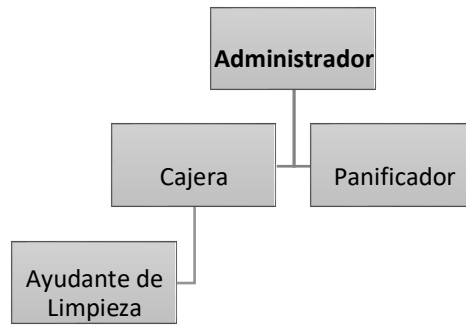 Administrador
Cajera
Panificador
Ayudante de
Limpieza